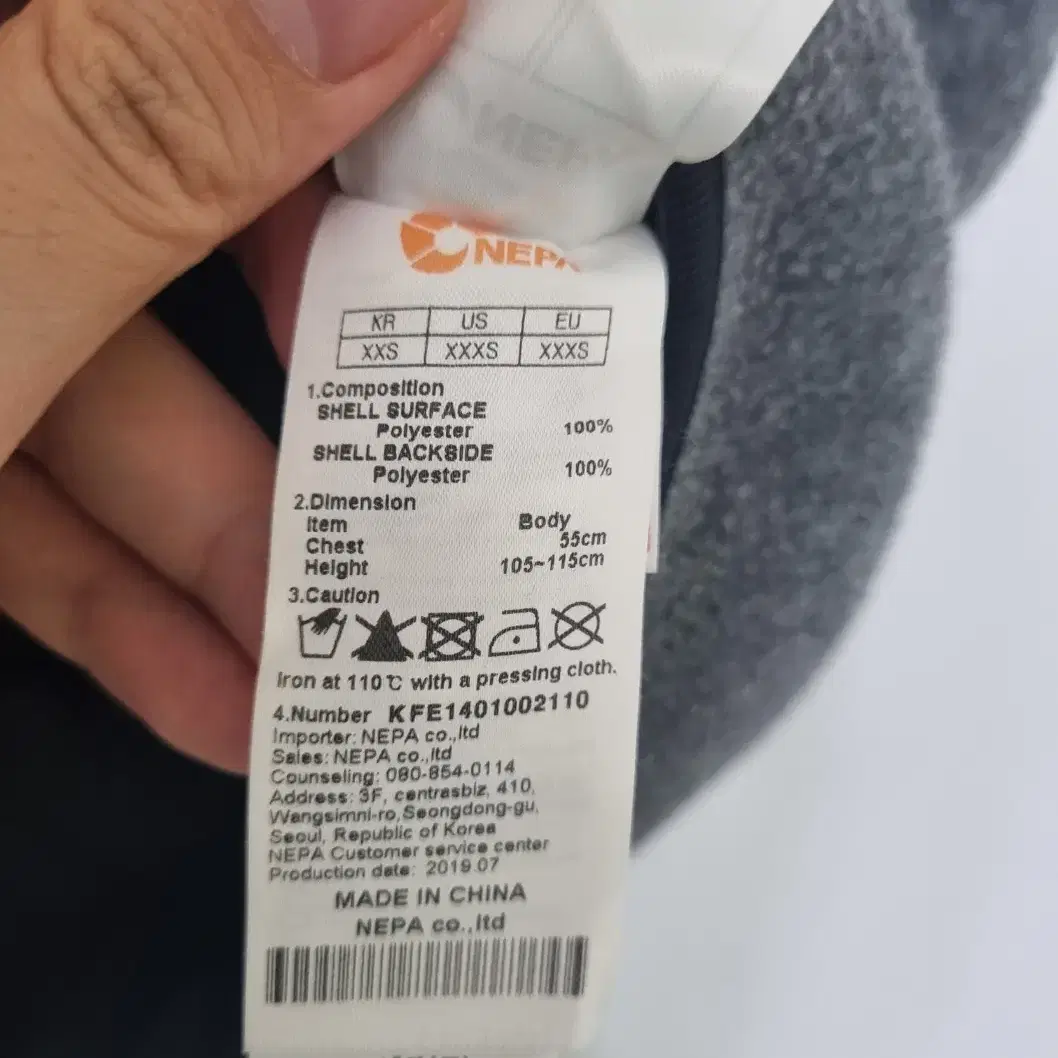 NEPA
KR US EU
XXS XXXS XXXS
1.Composition
SHELL SURFACE
Polyester 100%
SHELL BACKSIDE
Polyester 100%
2.Dimension
Item Body
Chest 55cm
Height 105~115cm
3.Caution
Iron at 110℃ with a pressing cloth.
4.Number KFE1401002110
Importer: NEPA co.,ltd
Sales: NEPA co.,ltd
Counseling: 080-854-0114
Address: 3F, centrasbiz, 410,
Wangsimni-ro,Seongdong-gu,
Seoul, Republic of Korea
NEPA Customer service center
Production date: 2019.07
MADE IN CHINA
NEPA co.,ltd